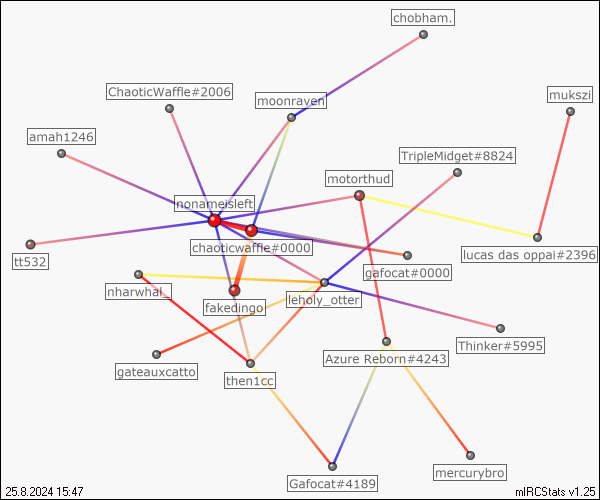 chobham.
ChaoticWaffle#2006
mukszi
moonraven
amah1246
TripleMidget#8824
motorthud
nonameisleft
chaoticwaffle#0000
lucas das oppai#2396
tt532
gafocat#0000
nharwhal_
leholy_otter
fakedingo
Thinker#5995
Azure Reborn#4243
gateauxcatto
then1cc
mercurybro
Gafocat#4189
25.8.2024 15:47
mIRCStats v1.25